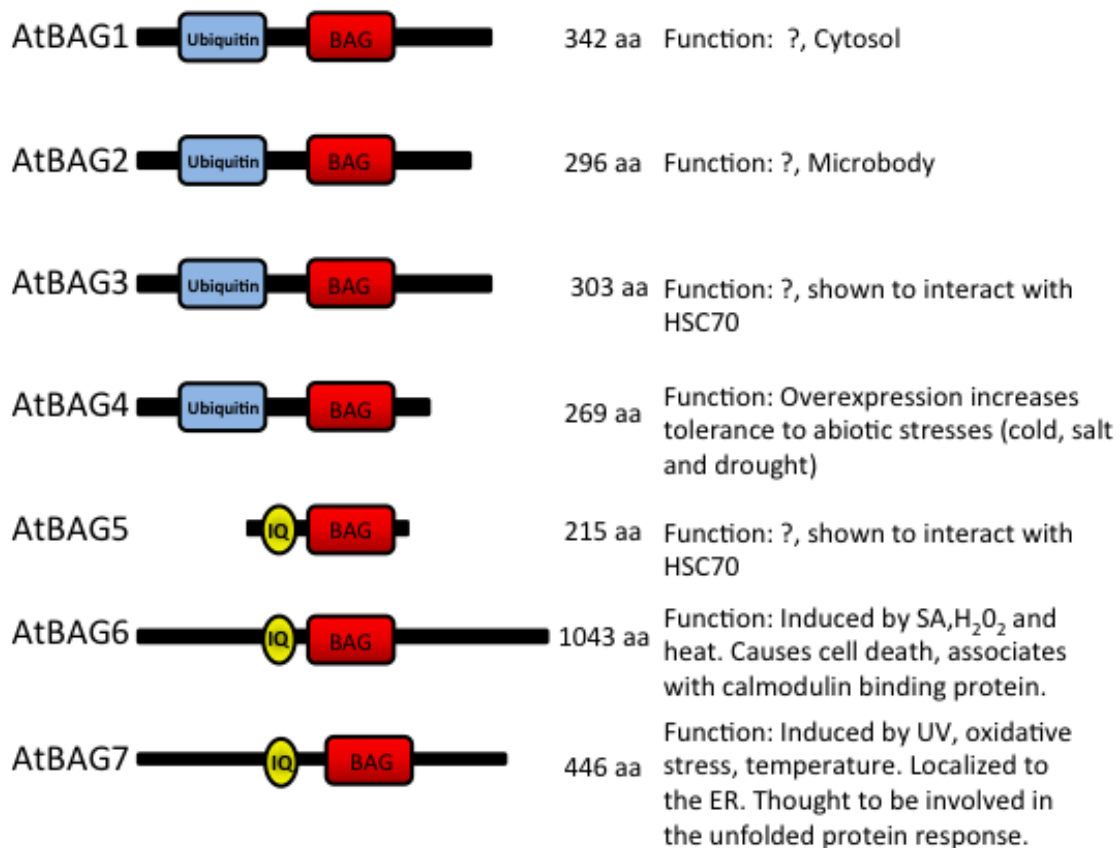 AtBAG1 Ubiquitin BAG 342 aa Function: ?, Cytosol
AtBAG2 Ubiquitin BAG 296 aa Function: ?, Microbody
AtBAG3 Ubiquitin BAG 303 aa Function: ?, shown to interact with
HSC70
AtBAG4 Ubiquitin BAG 269 aa Function: Overexpression increases
tolerance to abiotic stresses (cold, salt
and drought)
AtBAG5 IQ BAG 215 aa Function: ?, shown to interact with
HSC70
AtBAG6 IQ BAG 1043 aa Function: Induced by SA,H₂0₂ and
heat. Causes cell death, associates
with calmodulin binding protein.
AtBAG7 IQ BAG 446 aa Function: Induced by UV, oxidative
stress, temperature. Localized to
the ER. Thought to be involved in
the unfolded protein response.